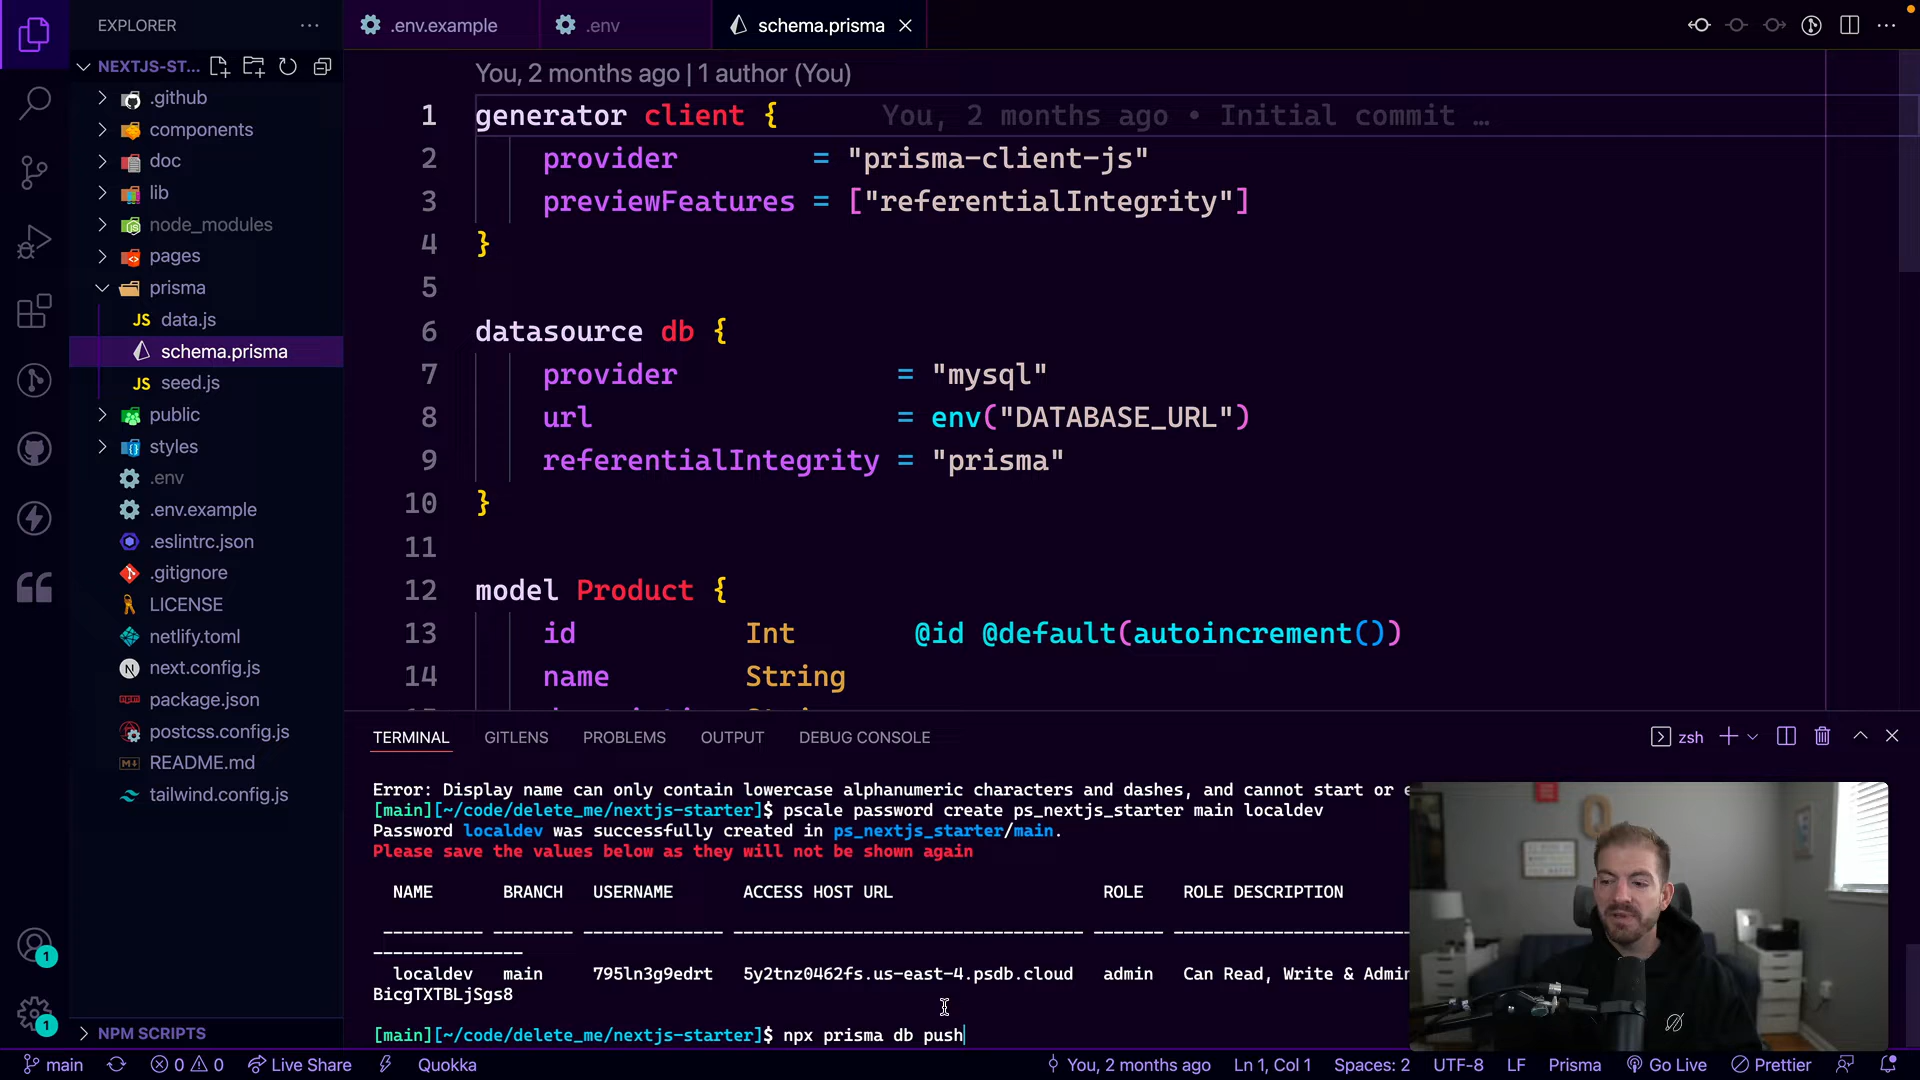 EXPLORER
.env.example
.env
schema.prisma
NEXTJS-ST...
.github
components
doc
lib
node_modules
pages
prisma
data.js
schema.prisma
seed.js
public
styles
.env
.env.example
.eslintrc.json
.gitignore
LICENSE
netlify.toml
next.config.js
package.json
postcss.config.js
README.md
tailwind.config.js
NPM SCRIPTS
You, 2 months ago | 1 author (You)
1 generator client { You, 2 months ago • Initial commit …
2 provider = "prisma-client-js"
3 previewFeatures = ["referentialIntegrity"]
4 }
5
6 datasource db {
7 provider = "mysql"
8 url = env("DATABASE_URL")
9 referentialIntegrity = "prisma"
10 }
11
12 model Product {
13 id Int @id @default(autoincrement())
14 name String
TERMINAL GITLENS PROBLEMS OUTPUT DEBUG CONSOLE
zsh
Error: Display name can only contain lowercase alphanumeric characters and dashes, and cannot start or e
[main][~/code/delete_me/nextjs-starter]$ pscale password create ps_nextjs_starter main localdev
Password localdev was successfully created in ps_nextjs_starter/main.
Please save the values below as they will not be shown again
NAME BRANCH USERNAME ACCESS HOST URL ROLE ROLE DESCRIPTION
localdev main 795ln3g9edrt 5y2tnz0462fs.us-east-4.psdb.cloud admin Can Read, Write & Admin
BicgTXTBLjSgs8
[main][~/code/delete_me/nextjs-starter]$ npx prisma db push
1
1
main 0 0 Live Share Quokka You, 2 months ago Ln 1, Col 1 Spaces: 2 UTF-8 LF Prisma Go Live Prettier